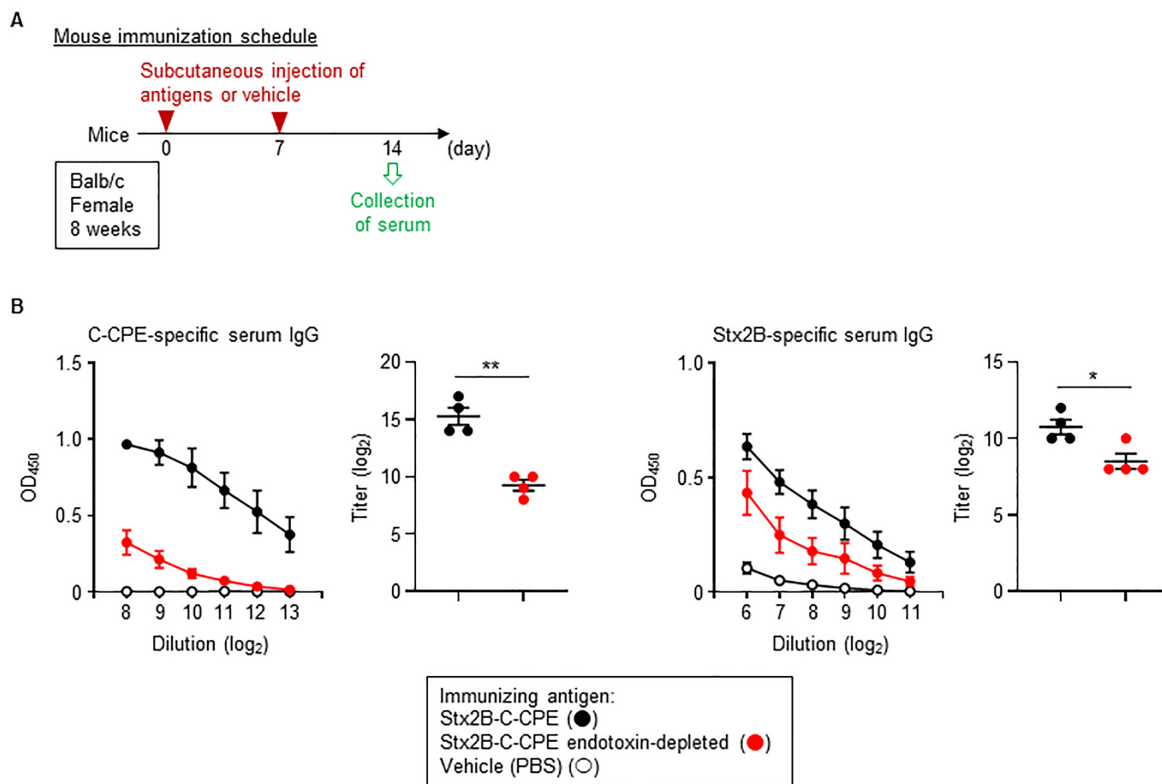 A
Mouse immunization schedule
Subcutaneous injection of
antigens or vehicle
Mice
0
7
14
(day)
Balb/c
Female
8 weeks
Collection
of serum
B
C-CPE-specific serum IgG
1.5
1.0
0.5
0
OD450
8 9 10 11 12 13
Dilution (log2)
20
15
10
5
0
Titer (log2)
**
Stx2B-specific serum IgG
1.0
0.5
0
OD450
6 7 8 9 10 11
Dilution (log2)
15
10
5
0
Titer (log2)
*
Immunizing antigen:
Stx2B-C-CPE (●)
Stx2B-C-CPE endotoxin-depleted (●)
Vehicle (PBS) (○)